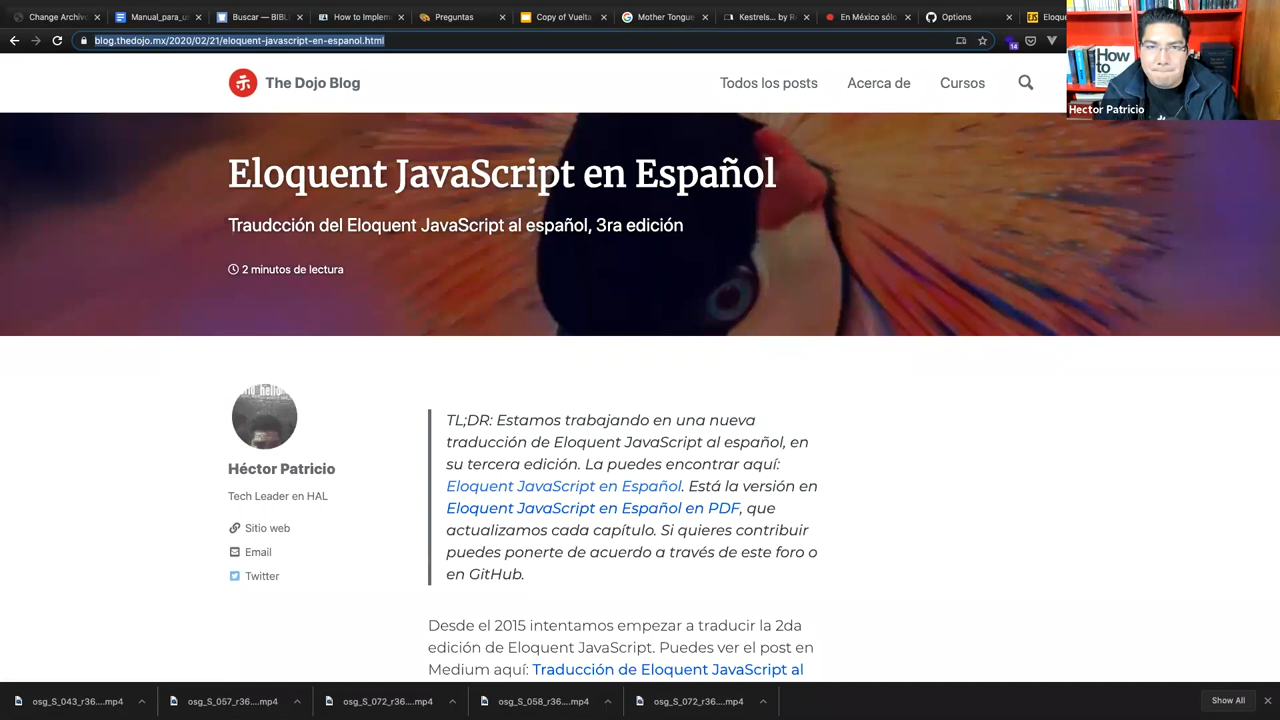 Change Archive
Manual_para_us
Buscar — BIBL
How to Implem
Preguntas
Copy of Vuelta
Mother Tongue
Kestrels... by Re
En México sólo
Options
Eloque
blog.thedojo.mx/2020/02/21/eloquent-javascript-en-espanol.html
14
How to
Hector Patricio
The Dojo Blog
Todos los posts
Acerca de
Cursos
Eloquent JavaScript en Español
Traudcción del Eloquent JavaScript al español, 3ra edición
2 minutos de lectura
Héctor Patricio
Tech Leader en HAL
Sitio web
Email
Twitter
TL;DR: Estamos trabajando en una nueva
traducción de Eloquent JavaScript al español, en
su tercera edición. La puedes encontrar aquí:
Eloquent JavaScript en Español. Está la versión en
Eloquent JavaScript en Español en PDF, que
actualizamos cada capítulo. Si quieres contribuir
puedes ponerte de acuerdo a través de este foro o
en GitHub.
Desde el 2015 intentamos empezar a traducir la 2da
edición de Eloquent JavaScript. Puedes ver el post en
Medium aquí: Traducción de Eloquent JavaScript al
osg_S_043_r36....mp4
osg_S_057_r36....mp4
osg_S_072_r36....mp4
osg_S_058_r36....mp4
osg_S_072_r36....mp4
Show All